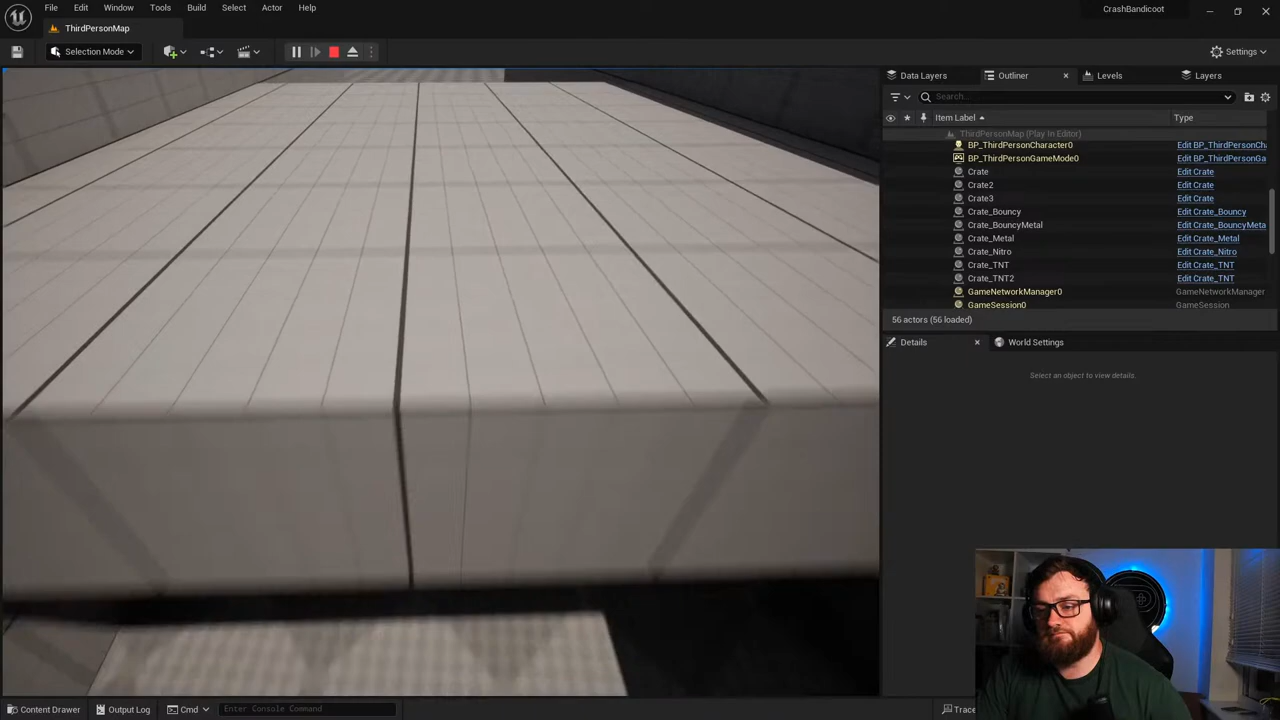 File Edit Window Tools Build Select Actor Help
CrashBandicoot
ThirdPersonMap
Selection Mode
Settings
Data Layers Outliner Levels Layers
Search...
Item Label Type
ThirdPersonMap (Play In Editor)
BP_ThirdPersonCharacter0 Edit BP_ThirdPersonCh
BP_ThirdPersonGameMode0 Edit BP_ThirdPersonGa
Crate Edit Crate
Crate2 Edit Crate
Crate3 Edit Crate
Crate_Bouncy Edit Crate_Bouncy
Crate_BouncyMetal Edit Crate_BouncyMeta
Crate_Metal Edit Crate_Metal
Crate_Nitro Edit Crate_Nitro
Crate_TNT Edit Crate_TNT
Crate_TNT2 Edit Crate_TNT
GameNetworkManager0 GameNetworkManager
GameSession0 GameSession
56 actors (56 loaded)
Details World Settings
Select an object to view details.
Content Drawer Output Log Cmd Enter Console Command Trace